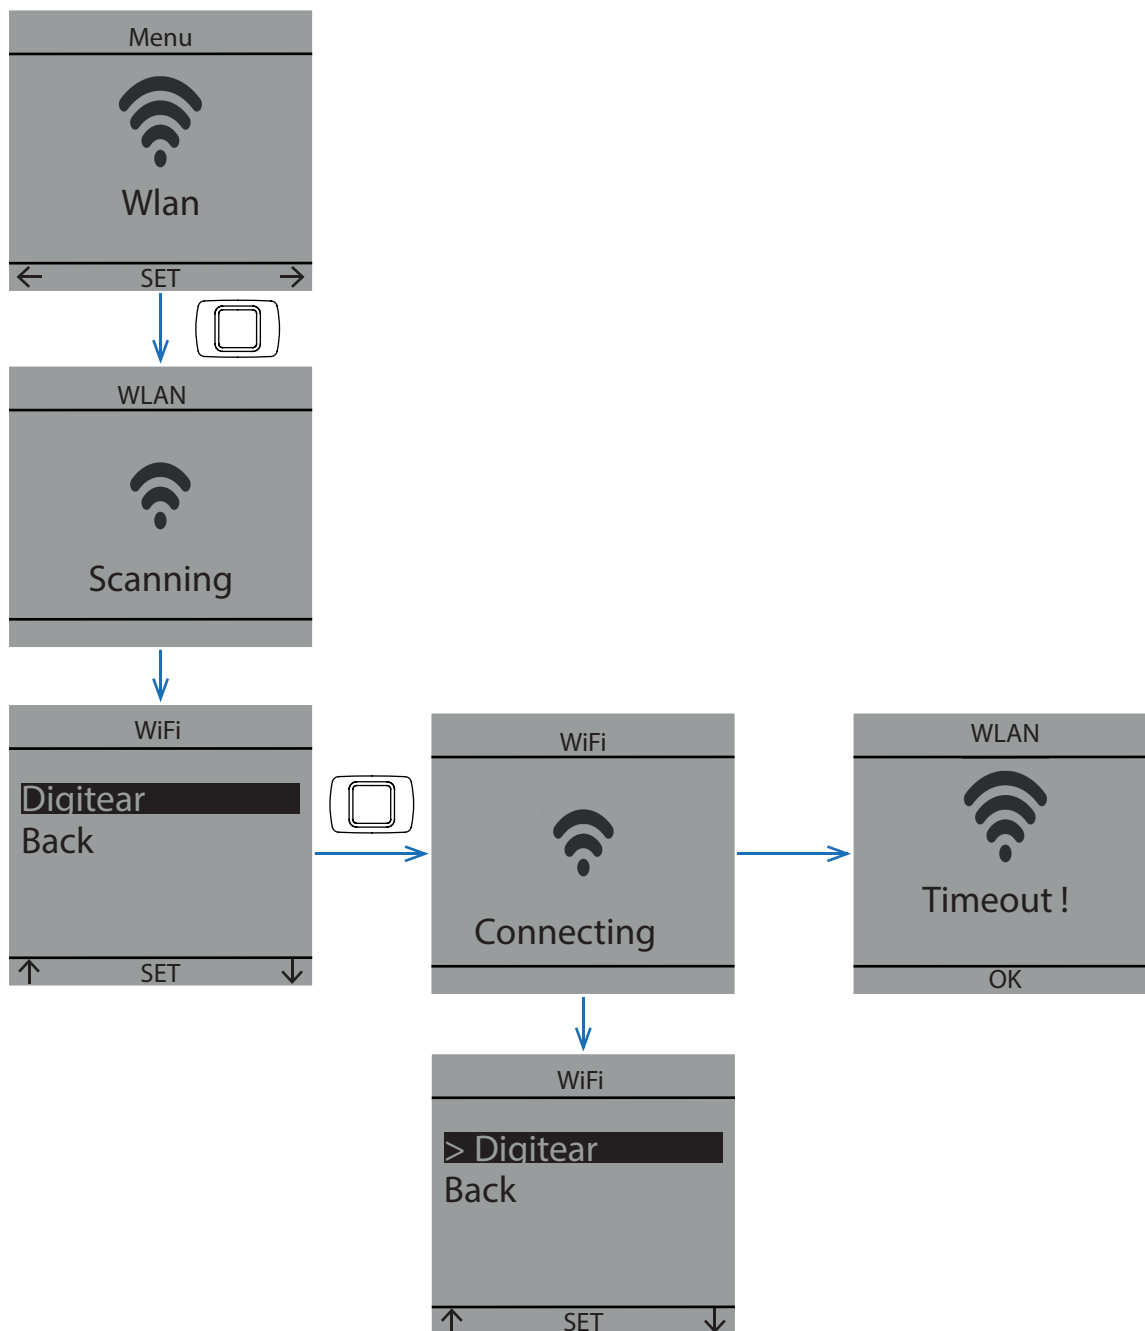 Menu
Wlan
← SET →
WLAN
Scanning
WiFi
Digitear
Back
↑ SET ↓
WiFi
Connecting
WLAN
Timeout !
OK
WiFi
> Digitear
Back
↑ SET ↓